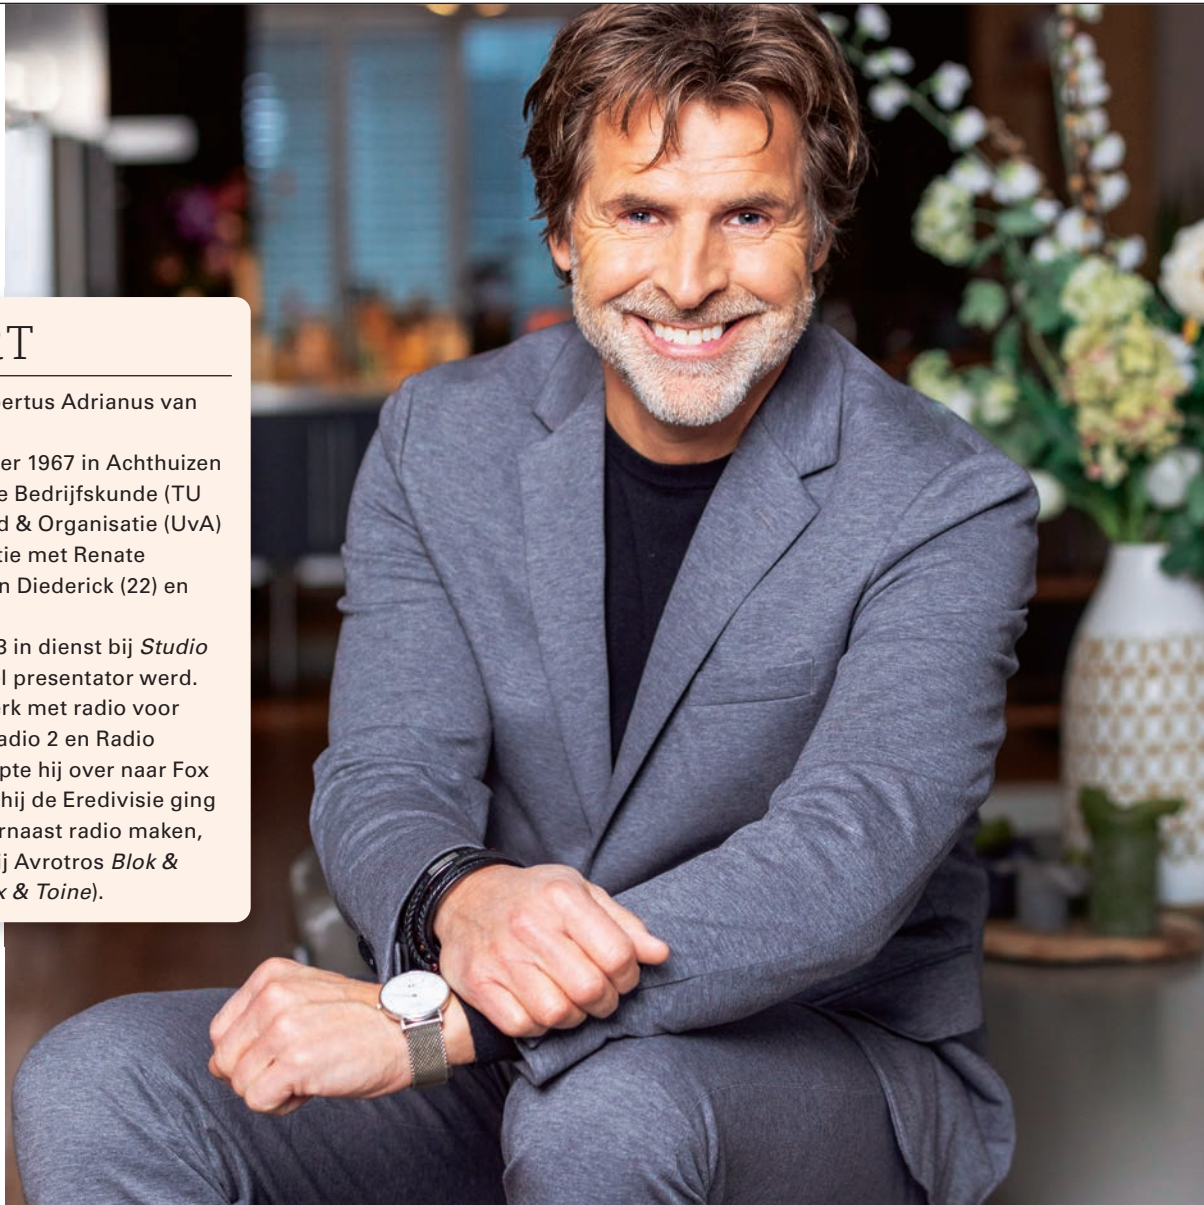 T
ertus Adrianus van
er 1967 in Achthuizen
e Bedrijfskunde (TU
d & Organisatie (UvA)
tie met Renate
n Diederick (22) en
3 in dienst bij Studio
l presentator werd.
rk met radio voor
adio 2 en Radio
pte hij over naar Fox
hij de Eredivisie ging
rnaast radio maken,
ij Avrotros Blok &
x & Toine).